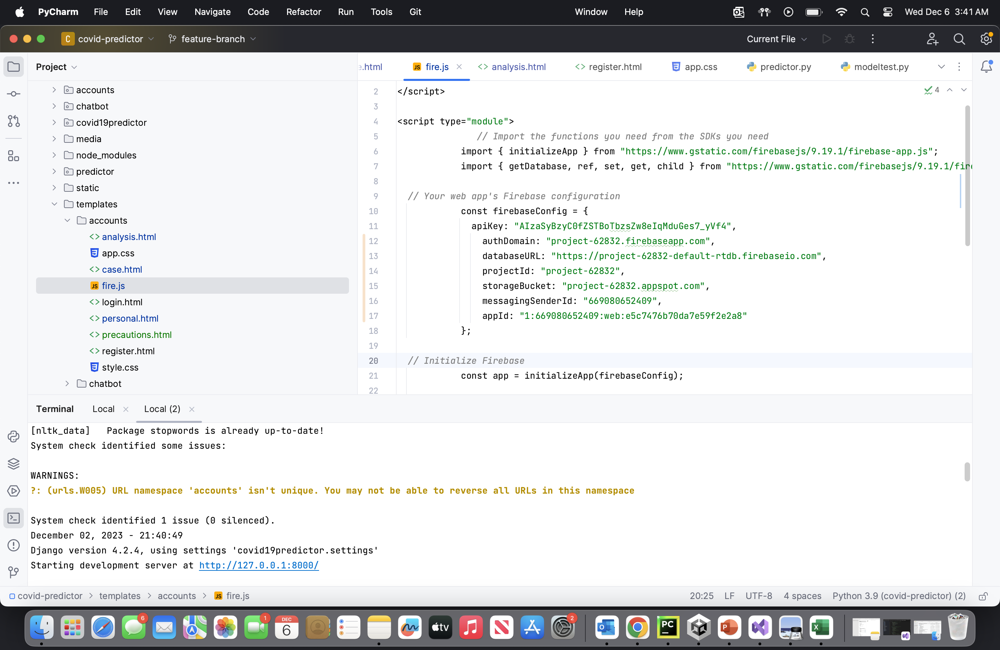 PyCharm File Edit View Navigate Code Refactor Run Tools Git Window Help Wed Dec 6 3:41 AM
C covid-predictor feature-branch Current File
Project
e.html JS fire.js <> analysis.html <> register.html app.css predictor.py modeltest.py
accounts
chatbot
covid19predictor
media
node_modules
predictor
static
templates
accounts
<> analysis.html
app.css
<> case.html
JS fire.js
<> login.html
<> personal.html
<> precautions.html
<> register.html
style.css
chatbot
4
2 </script>
3
4 <script type="module">
5 // Import the functions you need from the SDKs you need
6 import { initializeApp } from "https://www.gstatic.com/firebasejs/9.19.1/firebase-app.js";
7 import { getDatabase, ref, set, get, child } from "https://www.gstatic.com/firebasejs/9.19.1/fire
8
9 // Your web app's Firebase configuration
10 const firebaseConfig = {
11 apiKey: "AIzaSyBzyC0fZSTBoTbzsZw8eIqMduGes7_yVf4",
12 authDomain: "project-62832.firebaseapp.com",
13 databaseURL: "https://project-62832-default-rtdb.firebaseio.com",
14 projectId: "project-62832",
15 storageBucket: "project-62832.appspot.com",
16 messagingSenderId: "669080652409",
17 appId: "1:669080652409:web:e5c7476b70da7e59f2e2a8"
18 };
19
20 // Initialize Firebase
21 const app = initializeApp(firebaseConfig);
22
Terminal Local Local (2)
[nltk_data]   Package stopwords is already up-to-date!
System check identified some issues:
WARNINGS:
?: (urls.W005) URL namespace 'accounts' isn't unique. You may not be able to reverse all URLs in this namespace
System check identified 1 issue (0 silenced).
December 02, 2023 - 21:40:49
Django version 4.2.4, using settings 'covid19predictor.settings'
Starting development server at http://127.0.0.1:8000/
covid-predictor > templates > accounts > JS fire.js 20:25 LF UTF-8 4 spaces Python 3.9 (covid-predictor) (2)
6 1 DEC 6 tv 2 O PC P X